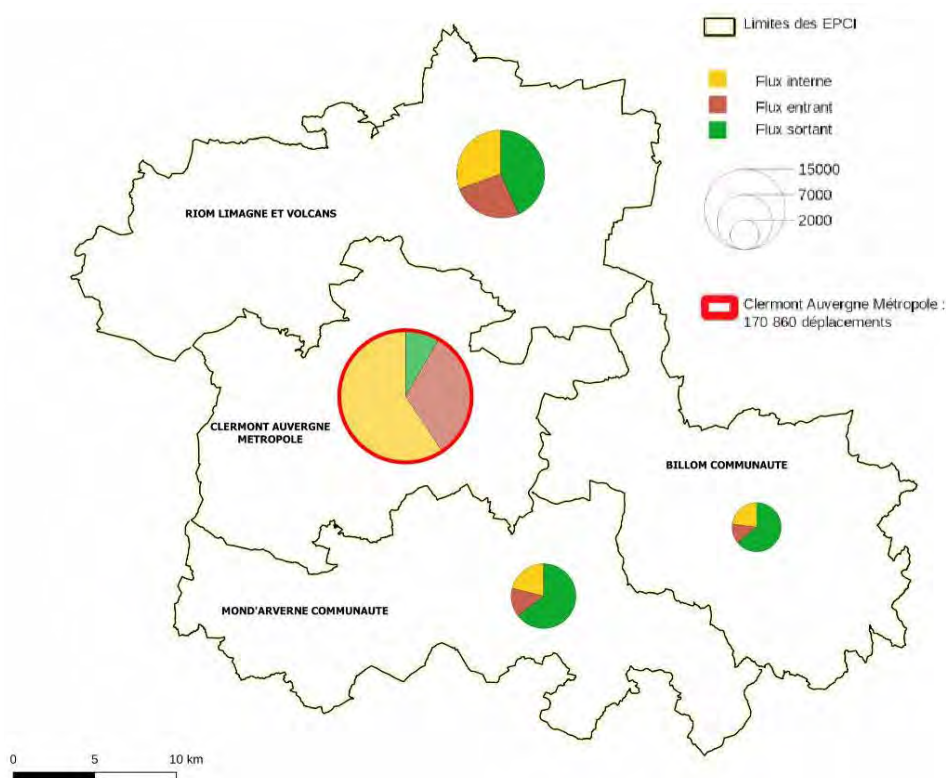 Limites des EPCI
Flux interne
Flux entrant
Flux sortant
15000
7000
2000
Clermont Auvergne Métropole :
170 860 déplacements
RIOM LIMAGNE ET VOLCANS
CLERMONT AUVERGNE
METROPOLE
BILLOM COMMUNAUTE
MOND'ARVERNE COMMUNAUTE
0 5 10 km